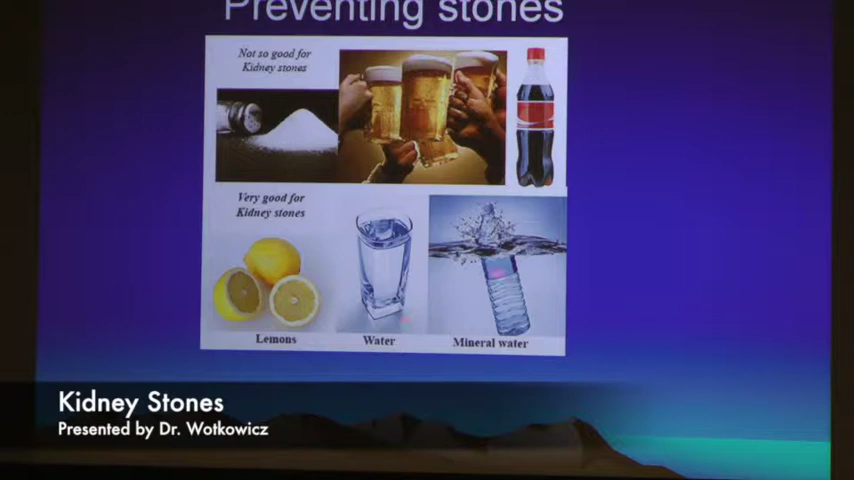 Preventing stones
Not so good for
Kidney stones
Very good for
Kidney stones
Lemons
Water
Mineral water
Kidney Stones
Presented by Dr. Wotkowicz